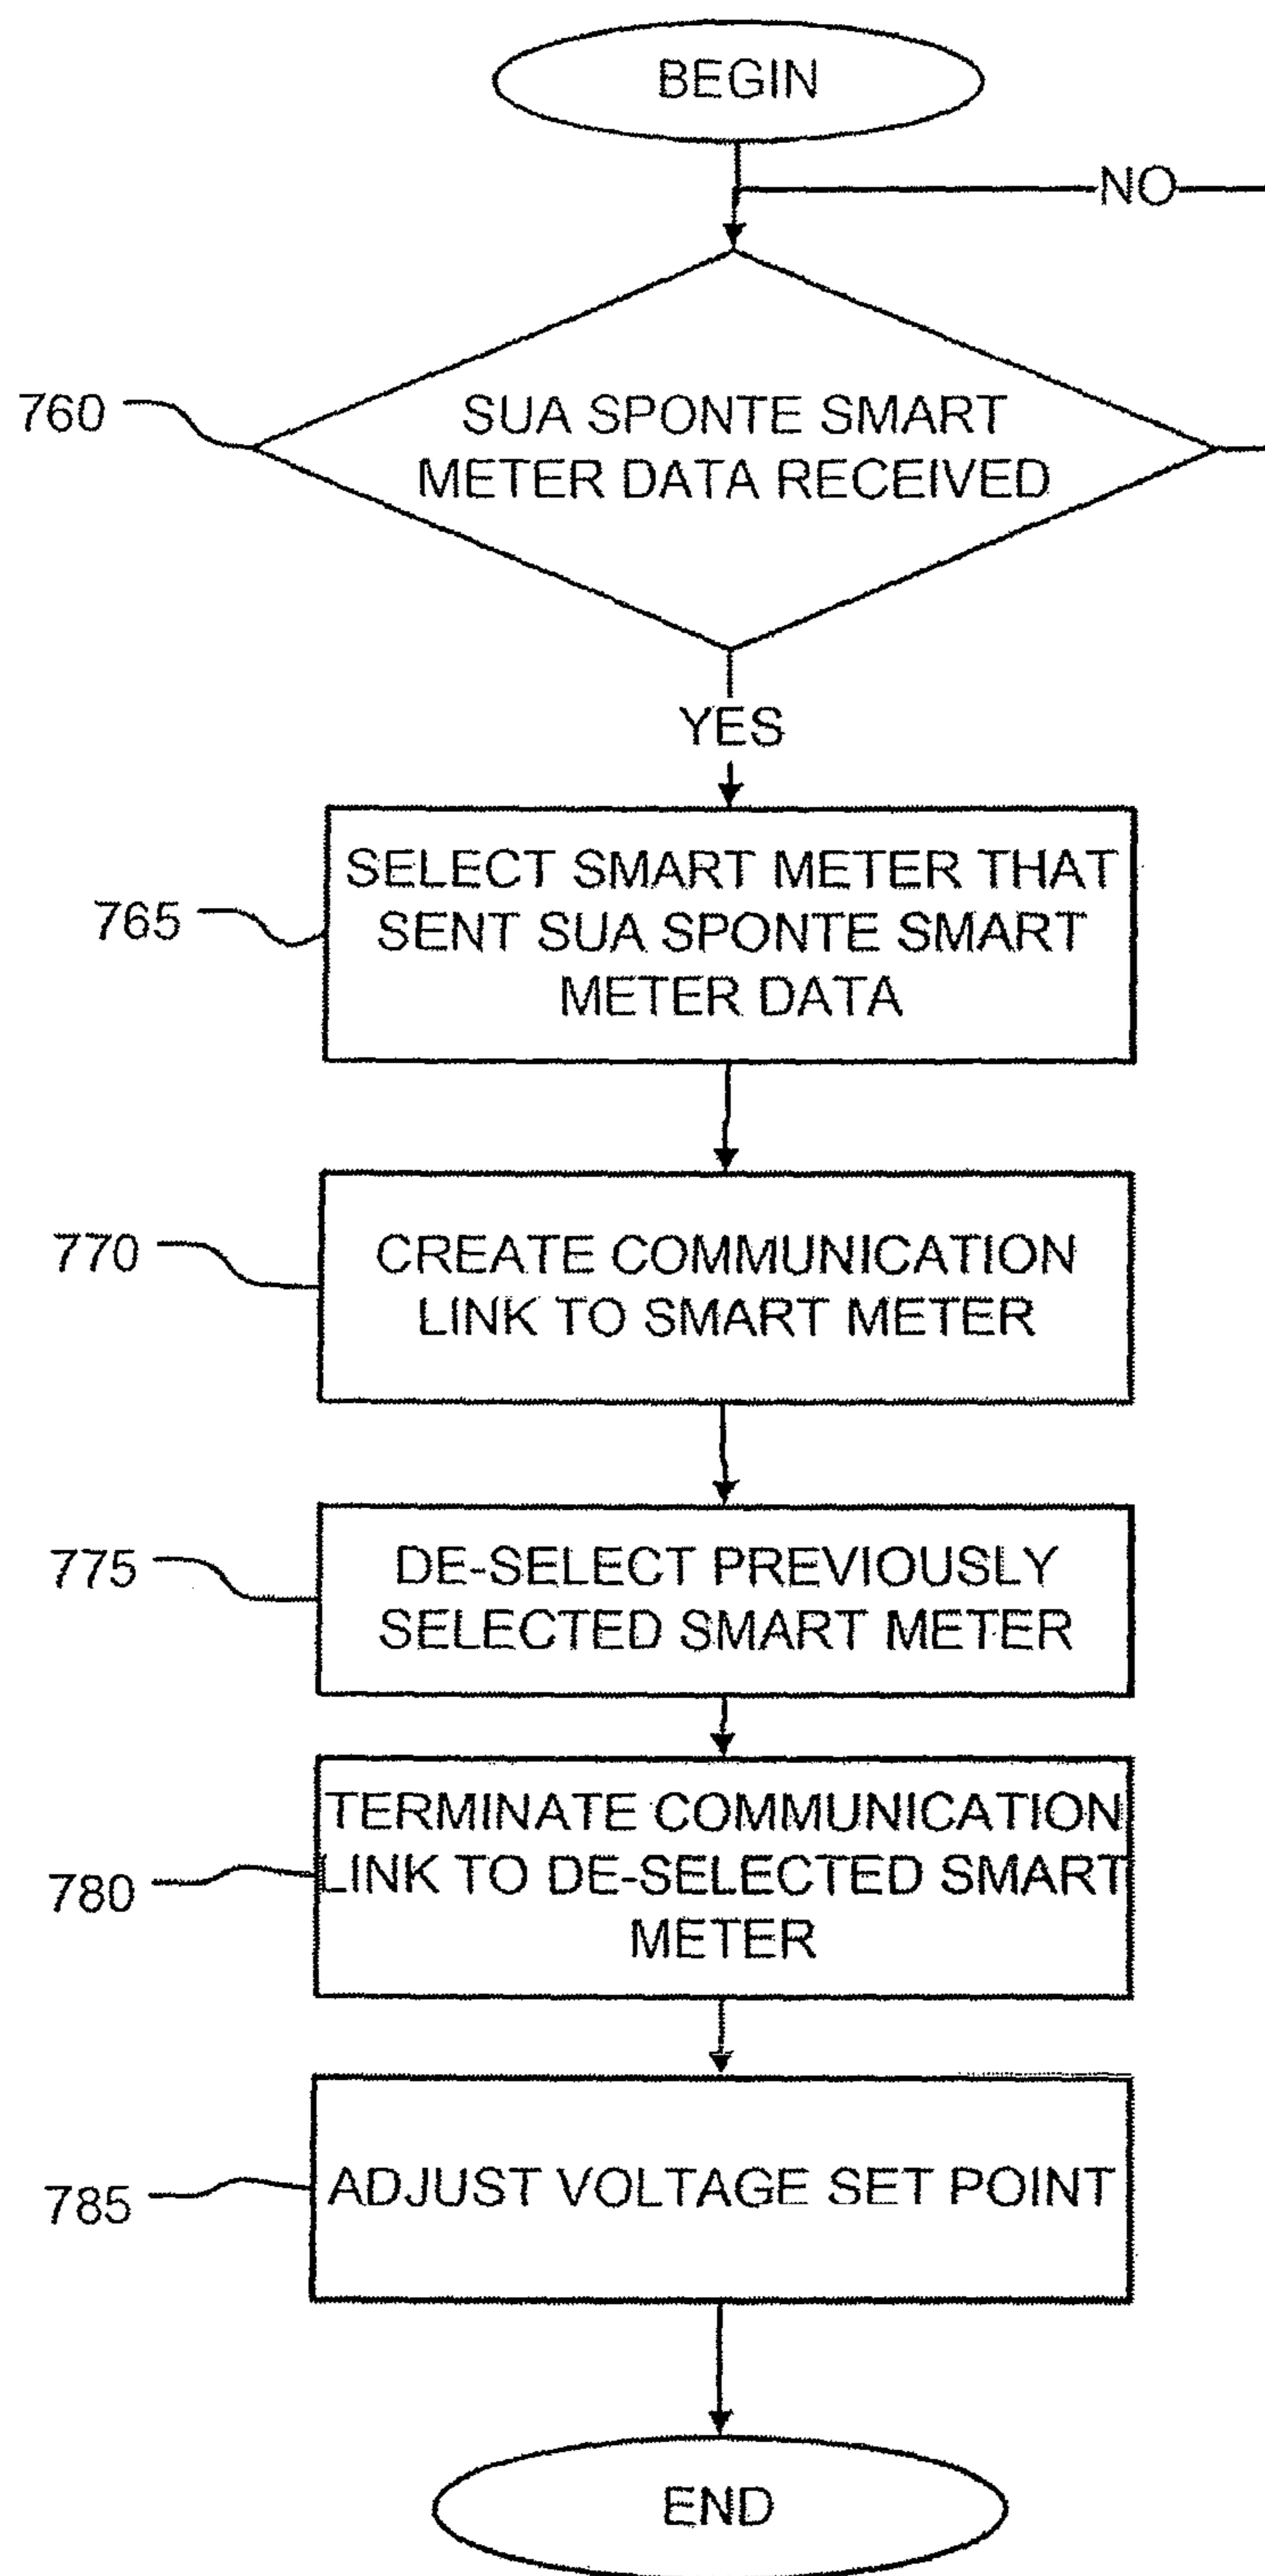 BEGIN
NO
760
SUA SPONTE SMART
METER DATA RECEIVED
YES
765
SELECT SMART METER THAT
SENT SUA SPONTE SMART
METER DATA
770
CREATE COMMUNICATION
LINK TO SMART METER
775
DE-SELECT PREVIOUSLY
SELECTED SMART METER
780
TERMINATE COMMUNICATION
LINK TO DE-SELECTED SMART
METER
785
ADJUST VOLTAGE SET POINT
END